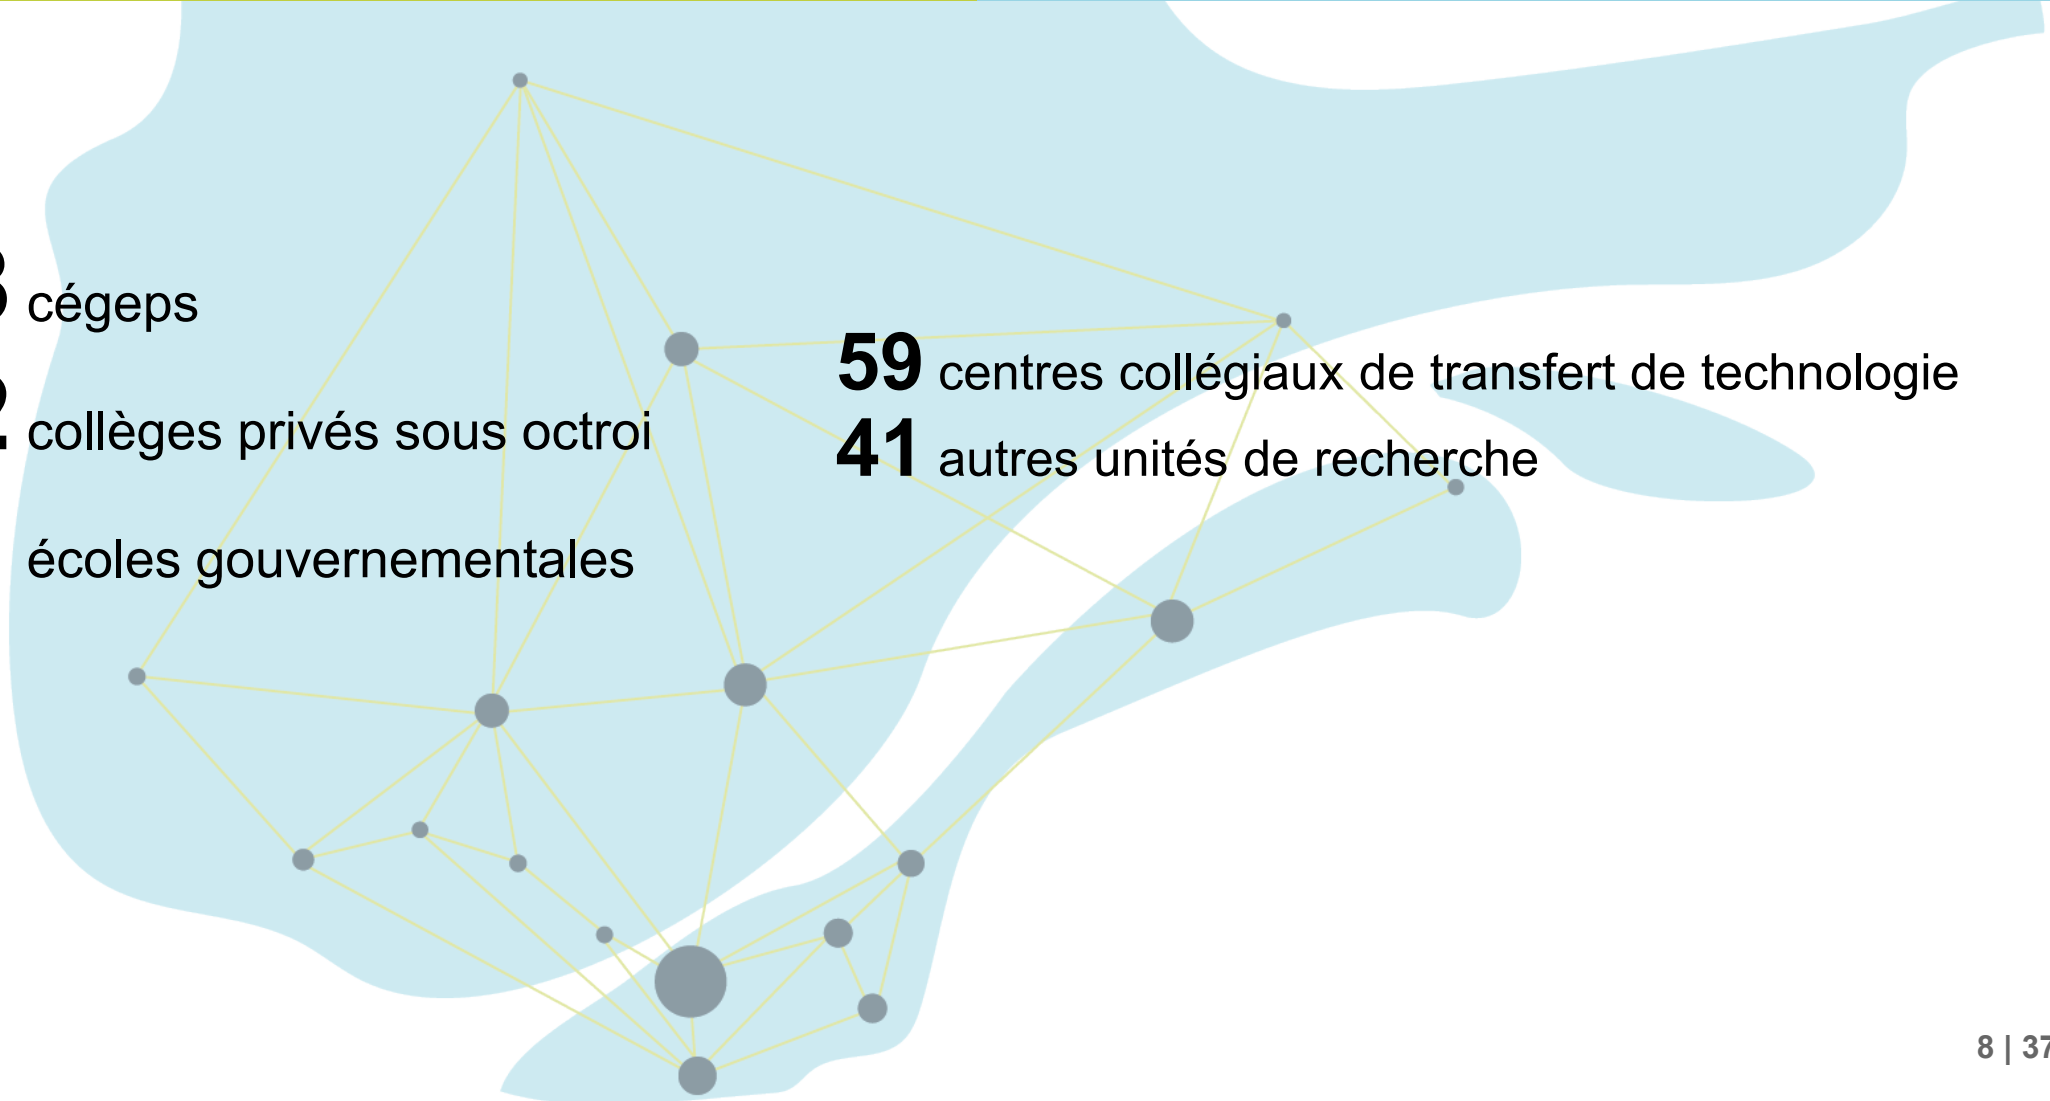 cégeps
collèges privés sous octroi
écoles gouvernementales
59 centres collégiaux de transfert de technologie
41 autres unités de recherche
8 | 37